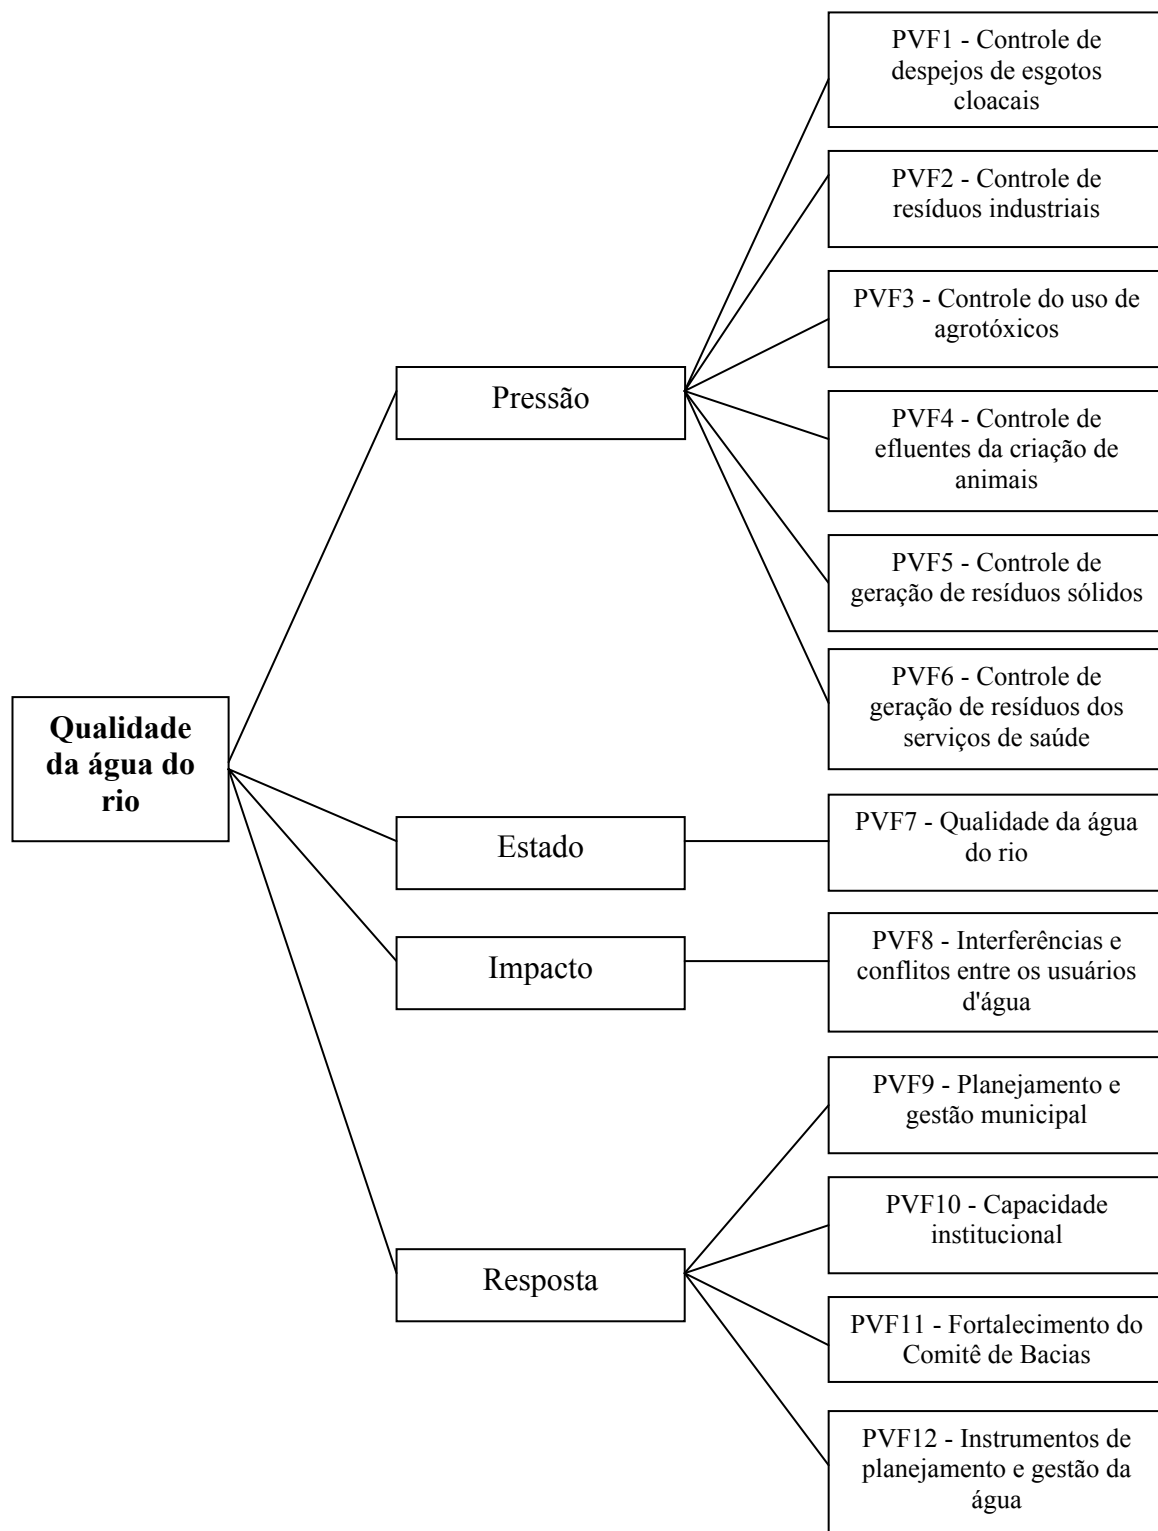 PVF1 - Controle de
despejos de esgotos
cloacais
PVF2 - Controle de
resíduos industriais
PVF3 - Controle do uso de
agrotóxicos
Pressão
PVF4 - Controle de
efluentes da criação de
animais
PVF5 - Controle de
geração de resíduos sólidos
PVF6 - Controle de
geração de resíduos dos
serviços de saúde
Qualidade
da água do
rio
Estado
PVF7 - Qualidade da água
do rio
Impacto
PVF8 - Interferências e
conflitos entre os usuários
d'água
PVF9 - Planejamento e
gestão municipal
PVF10 - Capacidade
institucional
Resposta
PVF11 - Fortalecimento do
Comitê de Bacias
PVF12 - Instrumentos de
planejamento e gestão da
água